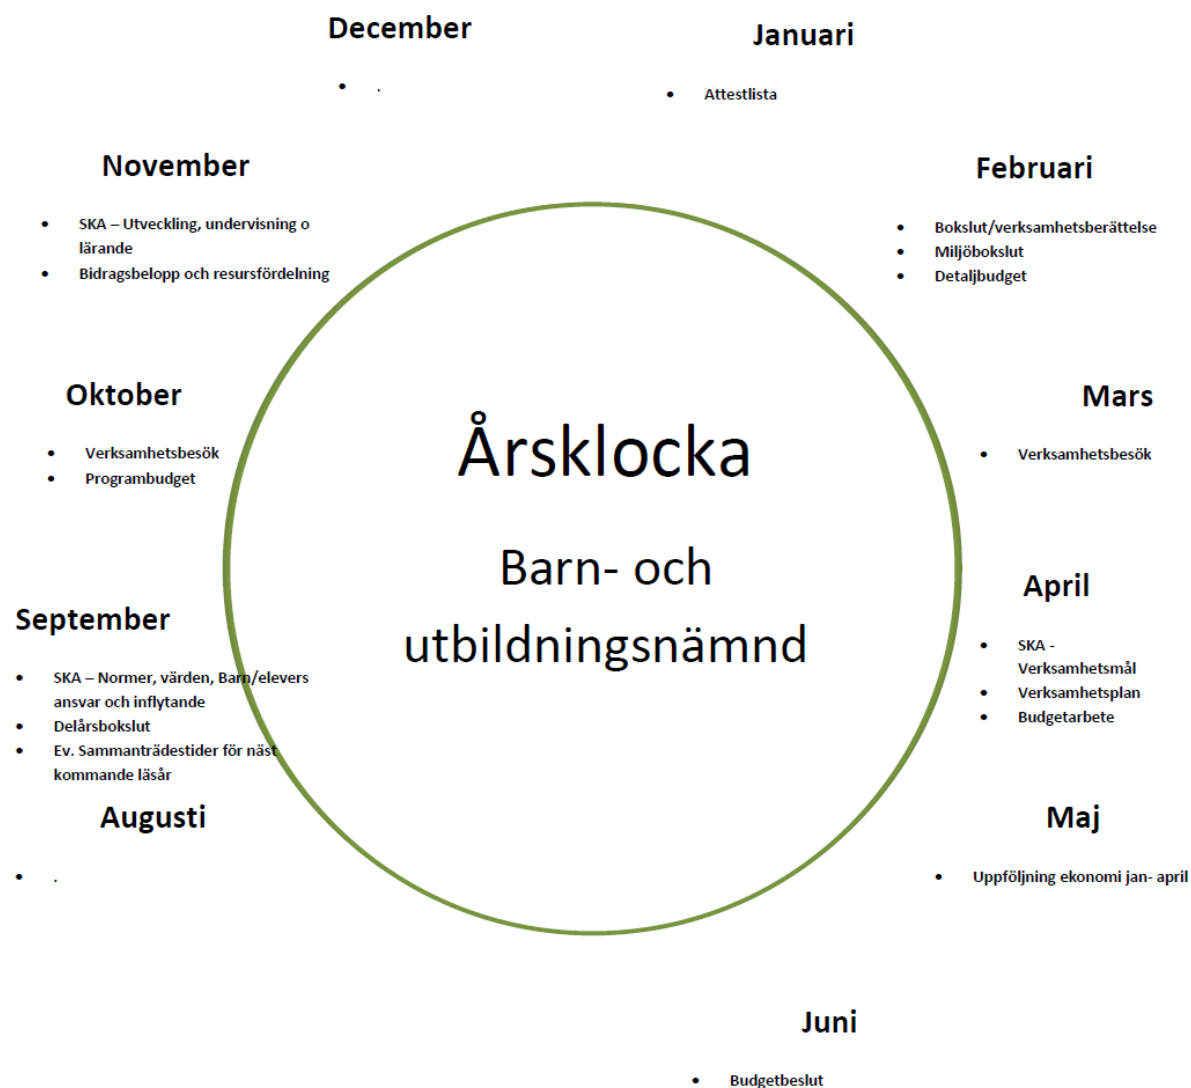 December
• .
Januari
• Attestlista
November
• SKA – Utveckling, undervisning o
lärande
• Bidragsbelopp och resursfördelning
Februari
• Bokslut/verksamhetsberättelse
• Miljöbokslut
• Detaljbudget
Oktober
• Verksamhetsbesök
• Programbudget
Årsklocka
Barn- och
utbildningsnämnd
Mars
• Verksamhetsbesök
September
• SKA – Normer, värden, Barn/elevers
ansvar och inflytande
• Delårsbokslut
• Ev. Sammanträdestider för näst
kommande läsår
April
• SKA -
Verksamhetsmål
• Verksamhetsplan
• Budgetarbete
Augusti
• .
Maj
• Uppföljning ekonomi jan- april
Juni
• Budgetbeslut